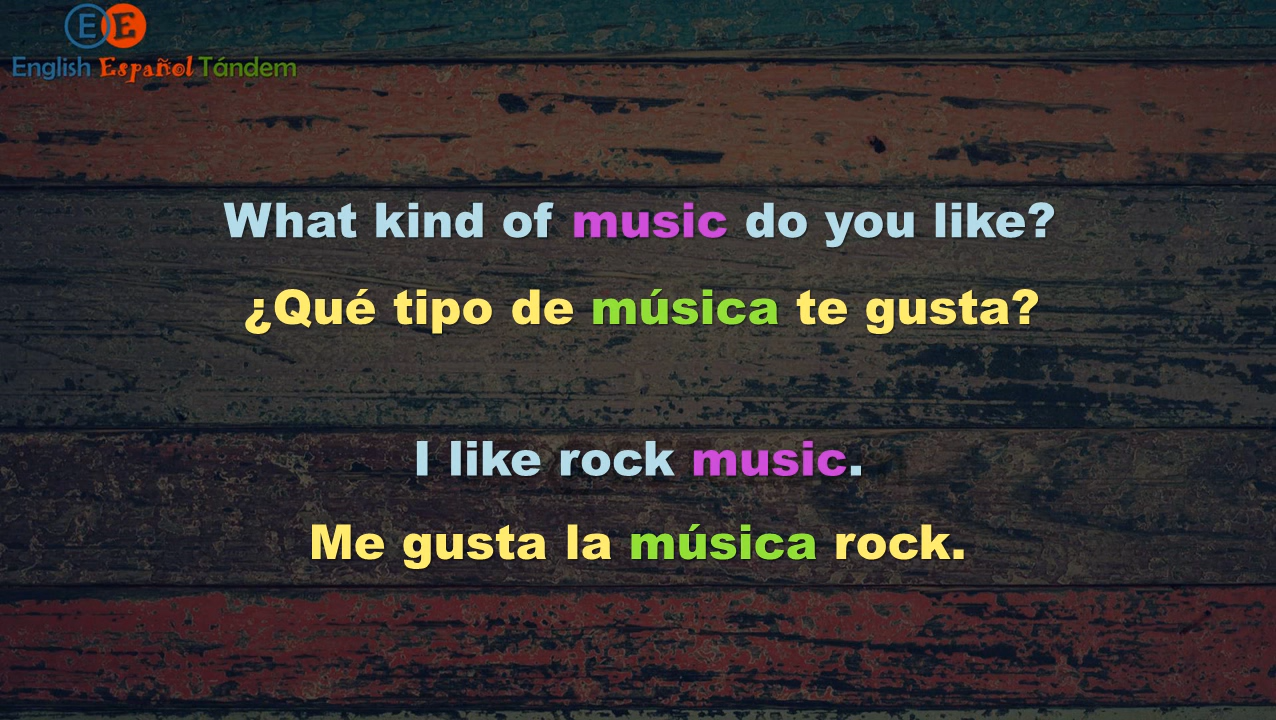 EE
English Español Tándem
What kind of music do you like?
¿Qué tipo de música te gusta?
I like rock music.
Me gusta la música rock.